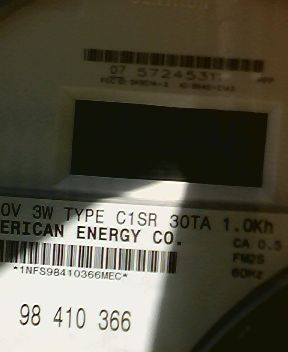 07 5724531
0V 3W TYPE C1SR 30TA 1.0Kh
ERICAN ENERGY CO. CA 0.5
FM2S
*1NFS98410366MEC* 60Hz
98 410 366